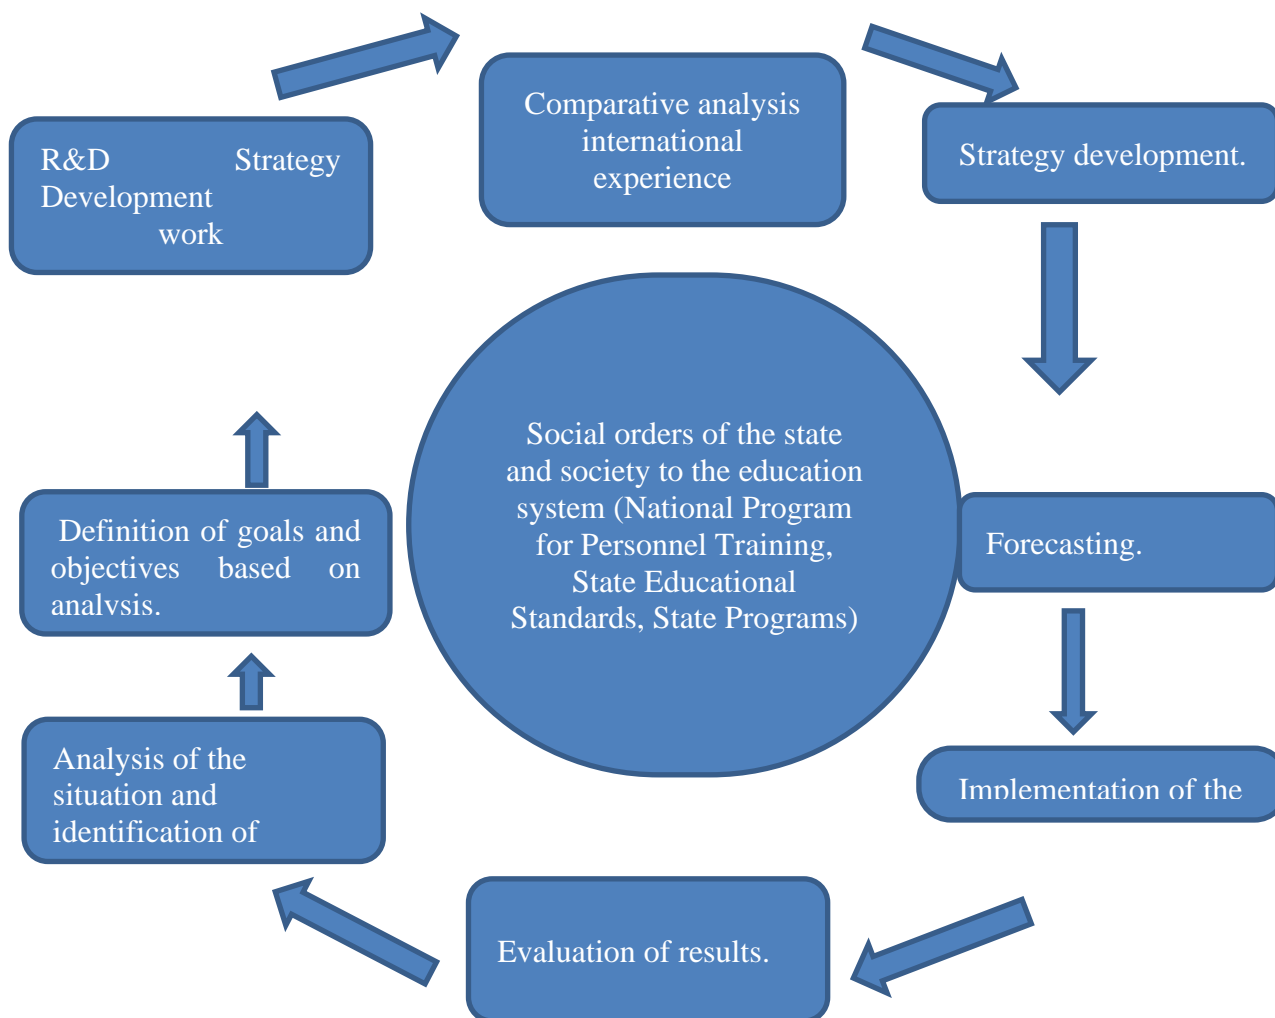 Comparative analysis
international
experience
Strategy development.
R&D Strategy
Development
work
Social orders of the state
and society to the education
system (National Program
for Personnel Training,
State Educational
Standards, State Programs)
Forecasting.
Definition of goals and
objectives based on
analysis.
Analysis of the
situation and
identification of
Implementation of the
Evaluation of results.